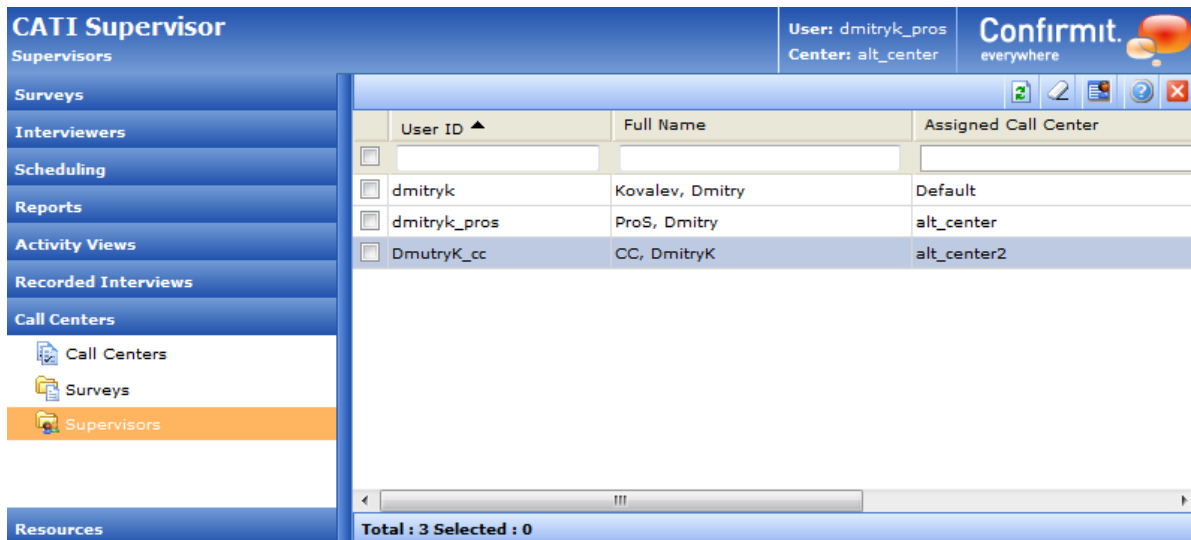 CATI Supervisor
Supervisors
User: dmitryk_pros
Center: alt_center
Confirmit.
everywhere
Surveys
Interviewers
Scheduling
Reports
Activity Views
Recorded Interviews
Call Centers
Call Centers
Surveys
Supervisors
Resources
User ID Full Name Assigned Call Center
dmitryk Kovalev, Dmitry Default
dmitryk_pros ProS, Dmitry alt_center
DmutryK_cc CC, DmitryK alt_center2
Total : 3 Selected : 0